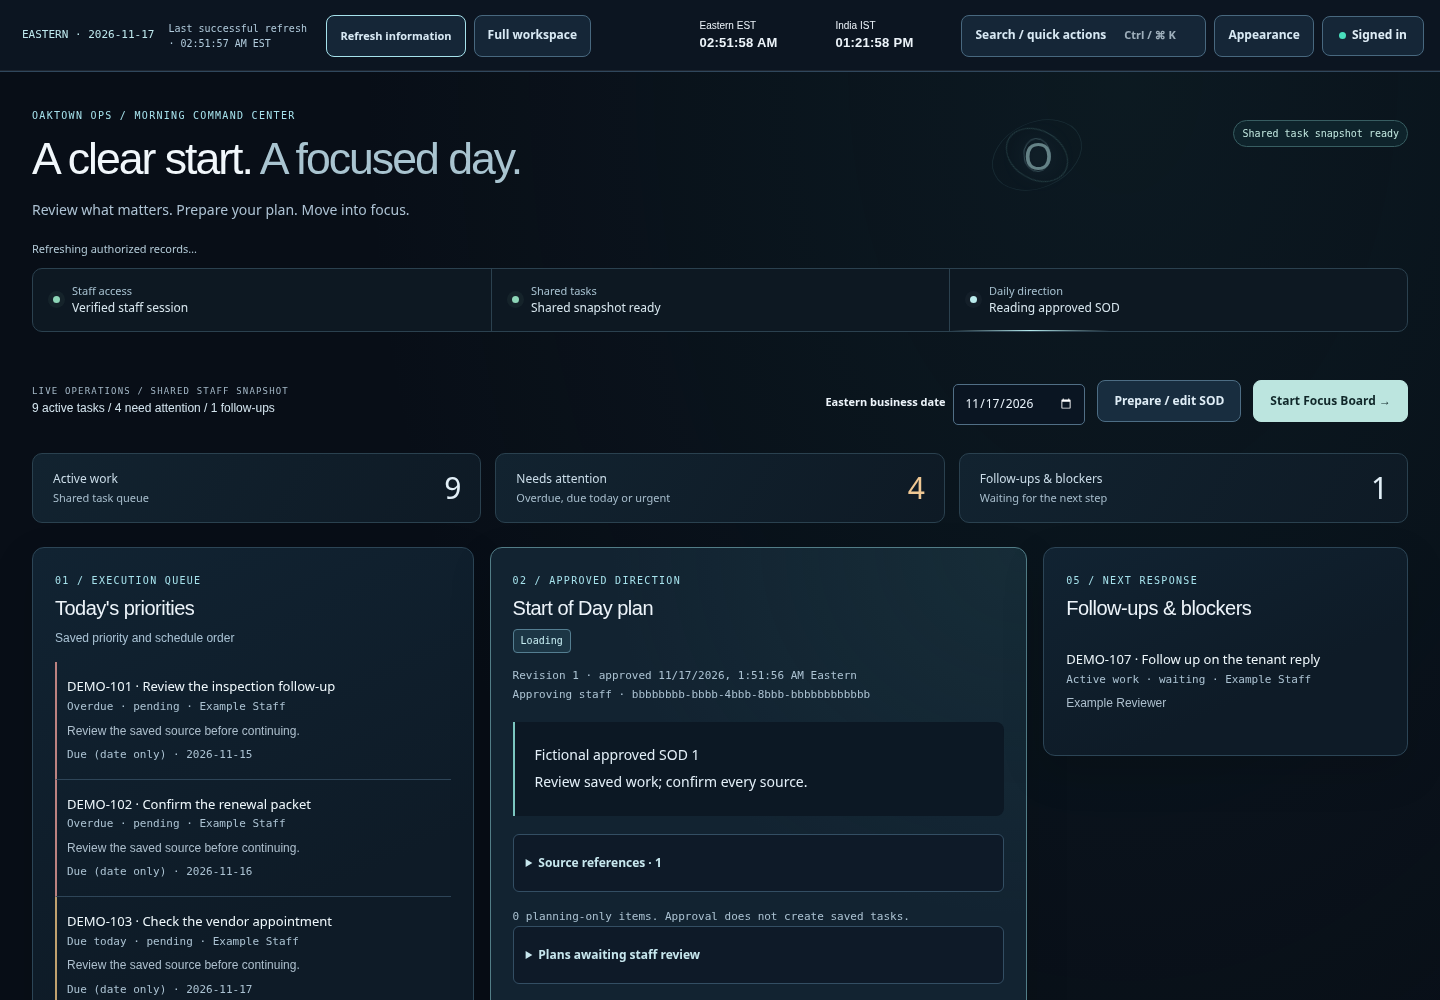 EASTERN · 2026-11-17
Last successful refresh
· 02:51:57 AM EST
Refresh information
Full workspace
Eastern EST
02:51:58 AM
India IST
01:21:58 PM
Search / quick actions Ctrl / ⌘ K
Appearance
Signed in
OAKTOWN OPS / MORNING COMMAND CENTER
A clear start. A focused day.
O
Shared task snapshot ready
Review what matters. Prepare your plan. Move into focus.
Refreshing authorized records…
Staff access
Verified staff session
Shared tasks
Shared snapshot ready
Daily direction
Reading approved SOD
LIVE OPERATIONS / SHARED STAFF SNAPSHOT
9 active tasks / 4 need attention / 1 follow-ups
Eastern business date
11/17/2026
Prepare / edit SOD
Start Focus Board →
Active work
Shared task queue
9
Needs attention
Overdue, due today or urgent
4
Follow-ups & blockers
Waiting for the next step
1
01 / EXECUTION QUEUE
Today's priorities
Saved priority and schedule order
DEMO-101 · Review the inspection follow-up
Overdue · pending · Example Staff
Review the saved source before continuing.
Due (date only) · 2026-11-15
DEMO-102 · Confirm the renewal packet
Overdue · pending · Example Staff
Review the saved source before continuing.
Due (date only) · 2026-11-16
DEMO-103 · Check the vendor appointment
Due today · pending · Example Staff
Review the saved source before continuing.
Due (date only) · 2026-11-17
02 / APPROVED DIRECTION
Start of Day plan
Loading
Revision 1 · approved 11/17/2026, 1:51:56 AM Eastern
Approving staff · bbbbbbbb-bbbb-4bbb-8bbb-bbbbbbbbbbbb
Fictional approved SOD 1
Review saved work; confirm every source.
▶ Source references · 1
0 planning-only items. Approval does not create saved tasks.
▶ Plans awaiting staff review
05 / NEXT RESPONSE
Follow-ups & blockers
DEMO-107 · Follow up on the tenant reply
Active work · waiting · Example Staff
Example Reviewer